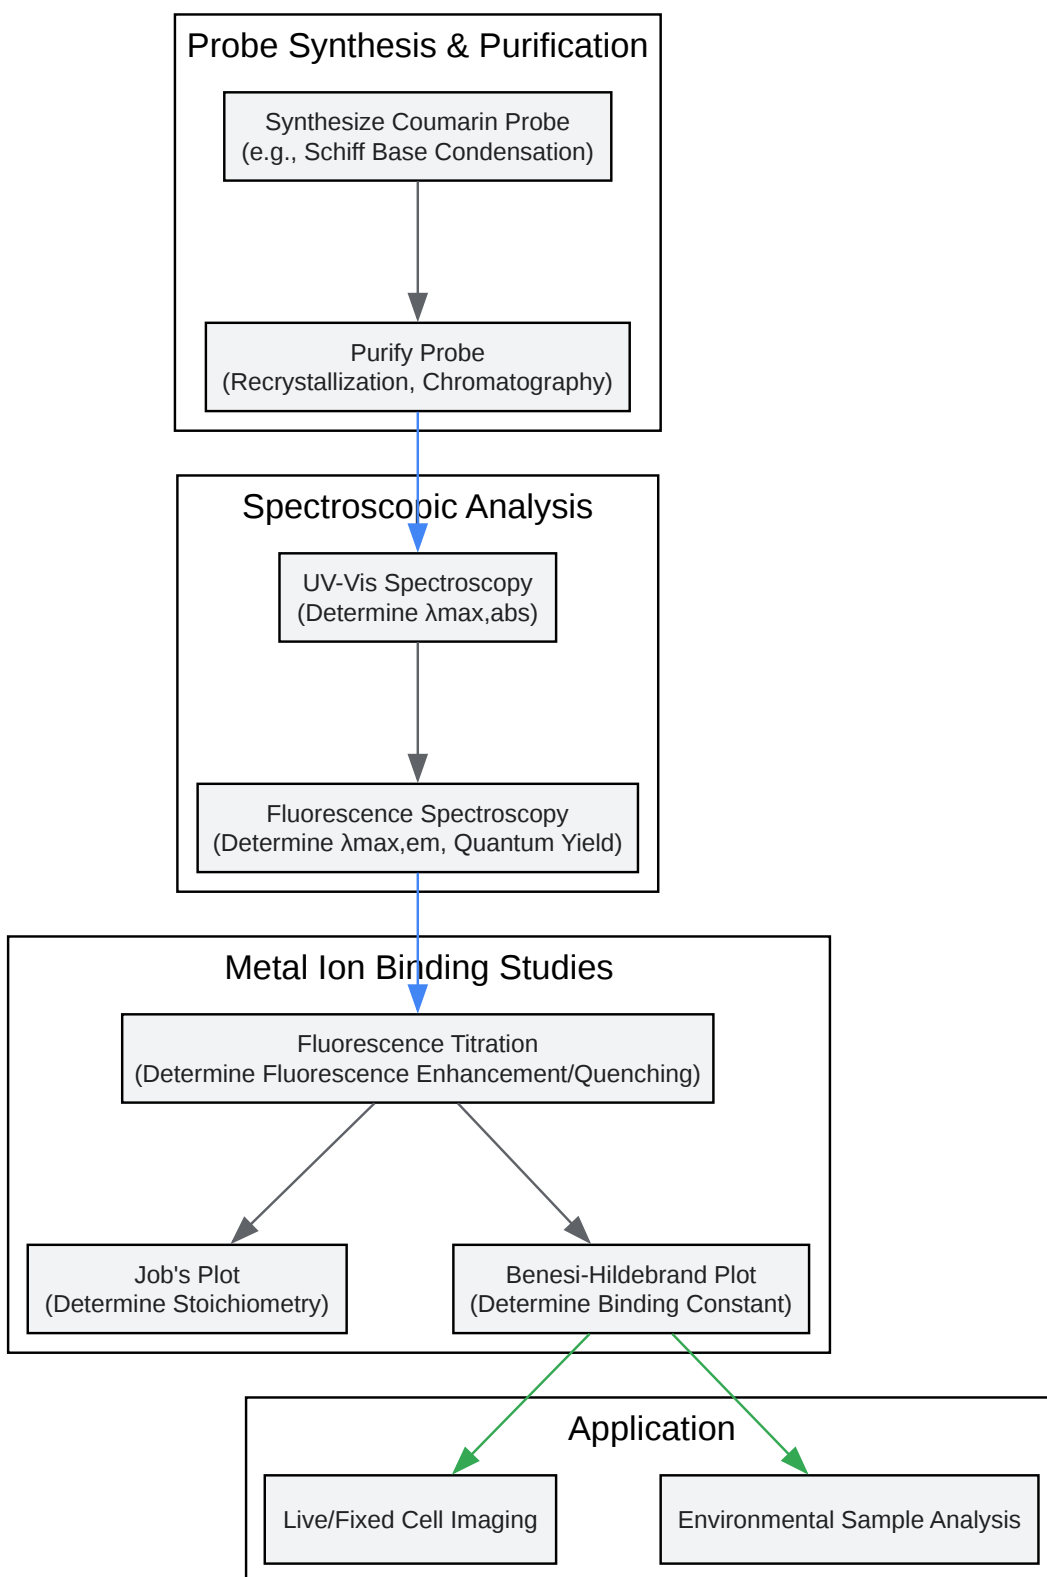 Probe Synthesis & Purification
Synthesize Coumarin Probe
(e.g., Schiff Base Condensation)
Purify Probe
(Recrystallization, Chromatography)
Spectroscopic Analysis
UV-Vis Spectroscopy
(Determine λmax,abs)
Fluorescence Spectroscopy
(Determine λmax,em, Quantum Yield)
Metal Ion Binding Studies
Fluorescence Titration
(Determine Fluorescence Enhancement/Quenching)
Job's Plot
(Determine Stoichiometry)
Benesi-Hildebrand Plot
(Determine Binding Constant)
Application
Live/Fixed Cell Imaging
Environmental Sample Analysis